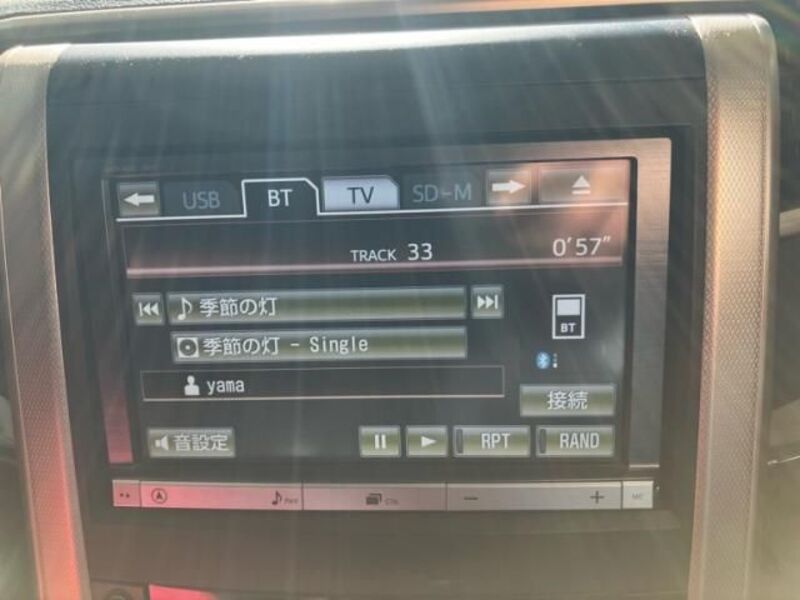 USB BT TV SD-M
TRACK 33 0'57"
季節の灯
季節の灯 - Single
BT
yama
接続
音設定 RPT RAND